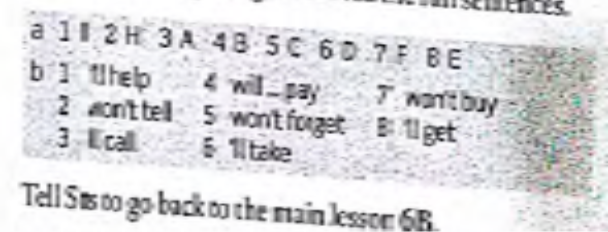 the full sentences.
a 1 I 2 H 3 A 4 B 5 C 6 D 7 F 8 E
b 1 'll help 4 will _ pay 7 won't buy
2 won't tell 5 won't forget 8 'll get
3 'll call 6 'll take
Tell Sts to go back to the main lesson 6B.